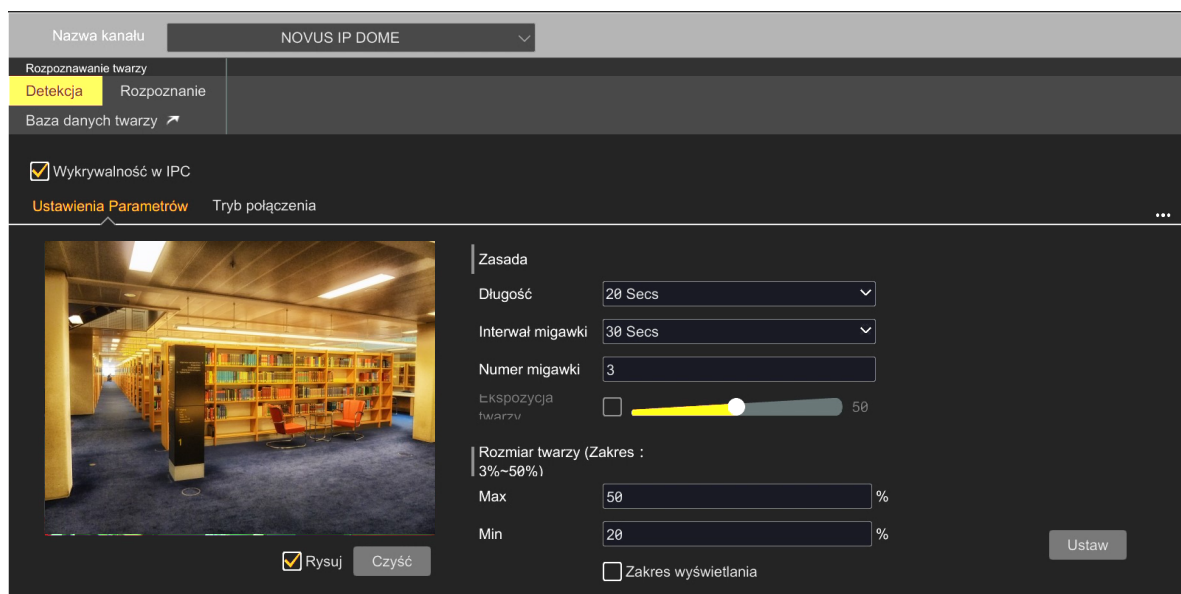 Nazwa kanału NOVUS IP DOME
Rozpoznawanie twarzy
Detekcja Rozpoznanie
Baza danych twarzy
Wykrywalność w IPC
Ustawienia Parametrów Tryb połączenia
...
Zasada
Długość 20 Secs
Interwał migawki 30 Secs
Numer migawki 3
Ekspozycja
twarzy 50
Rozmiar twarzy (Zakres :
3%~50%)
Max 50 %
Min 20 %
Ustaw
Rysuj Czyść
Zakres wyświetlania